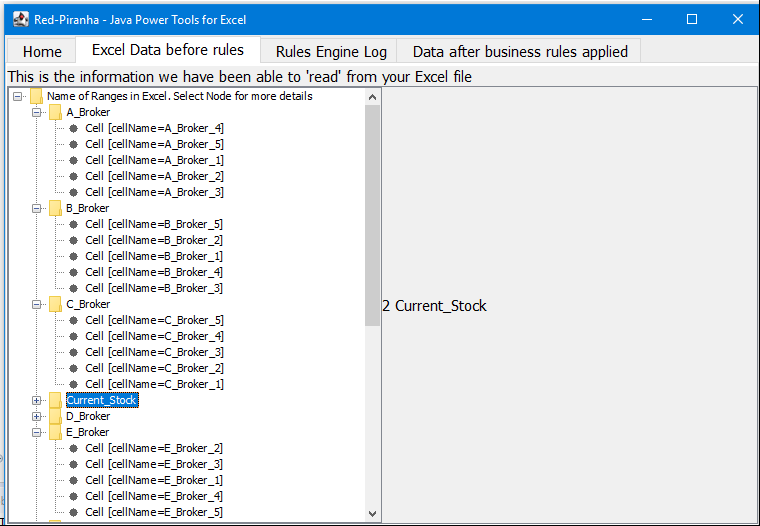 Red-Piranha - Java Power Tools for Excel
Home
Excel Data before rules
Rules Engine Log
Data after business rules applied
This is the information we have been able to 'read' from your Excel file
Name of Ranges in Excel. Select Node for more details
A_Broker
Cell [cellName=A_Broker_4]
Cell [cellName=A_Broker_5]
Cell [cellName=A_Broker_1]
Cell [cellName=A_Broker_2]
Cell [cellName=A_Broker_3]
B_Broker
Cell [cellName=B_Broker_5]
Cell [cellName=B_Broker_2]
Cell [cellName=B_Broker_1]
Cell [cellName=B_Broker_4]
Cell [cellName=B_Broker_3]
C_Broker
2 Current_Stock
Cell [cellName=C_Broker_5]
Cell [cellName=C_Broker_4]
Cell [cellName=C_Broker_3]
Cell [cellName=C_Broker_2]
Cell [cellName=C_Broker_1]
Current_Stock
D_Broker
E_Broker
Cell [cellName=E_Broker_2]
Cell [cellName=E_Broker_3]
Cell [cellName=E_Broker_1]
Cell [cellName=E_Broker_4]
Cell [cellName=E_Broker_5]